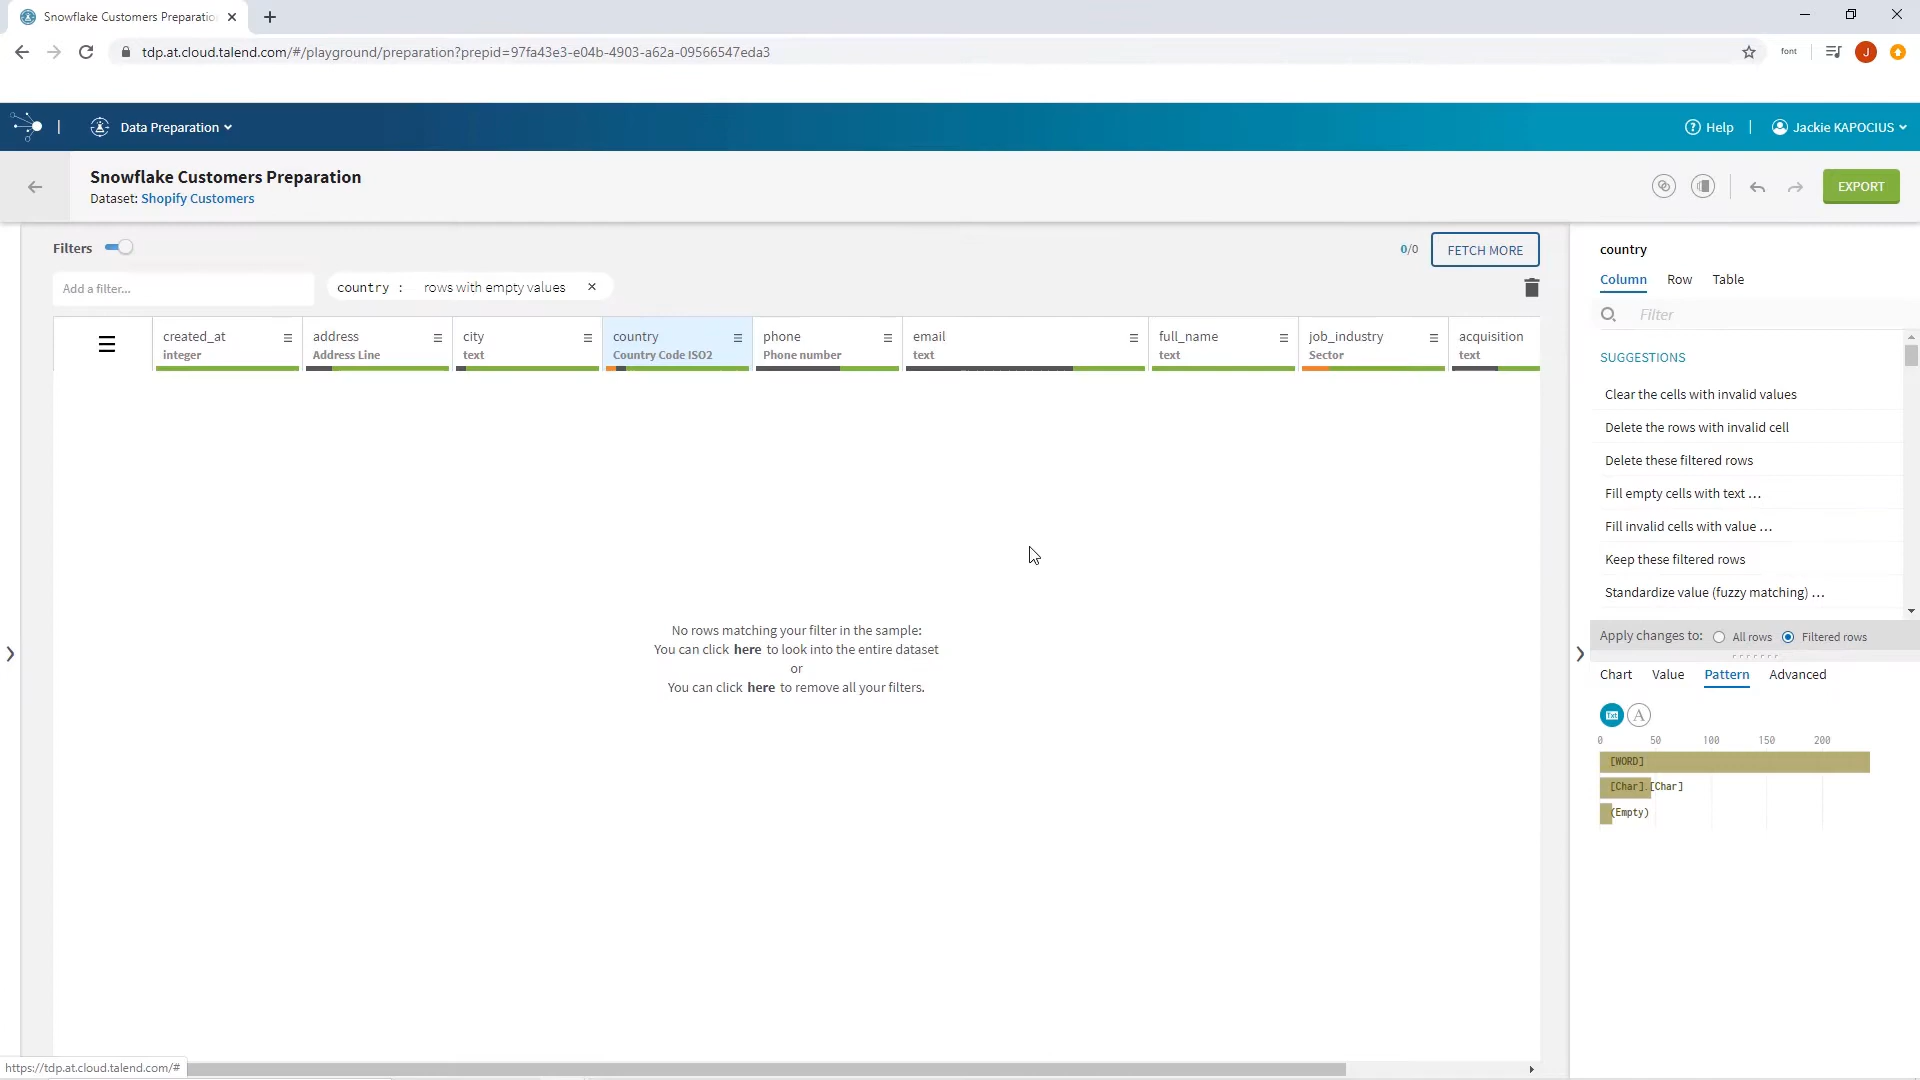 Snowflake Customers Preparatio
tdp.at.cloud.talend.com/#/playground/preparation?prepid=97fa43e3-e04b-4903-a62a-09566547eda3
font
J
Data Preparation
Help
Jackie KAPOCIUS
Snowflake Customers Preparation
Dataset: Shopify Customers
EXPORT
Filters
0/0
FETCH MORE
Add a filter...
country : rows with empty values
created_at
integer
address
Address Line
city
text
country
Country Code ISO2
phone
Phone number
email
text
full_name
text
job_industry
Sector
acquisition
text
No rows matching your filter in the sample:
You can click here to look into the entire dataset
or
You can click here to remove all your filters.
country
Column Row Table
Filter
SUGGESTIONS
Clear the cells with invalid values
Delete the rows with invalid cell
Delete these filtered rows
Fill empty cells with text ...
Fill invalid cells with value ...
Keep these filtered rows
Standardize value (fuzzy matching) ...
Apply changes to: All rows Filtered rows
Chart Value Pattern Advanced
Txt A
0 50 100 150 200
[WORD]
[Char].[Char]
(Empty)
https://tdp.at.cloud.talend.com/#